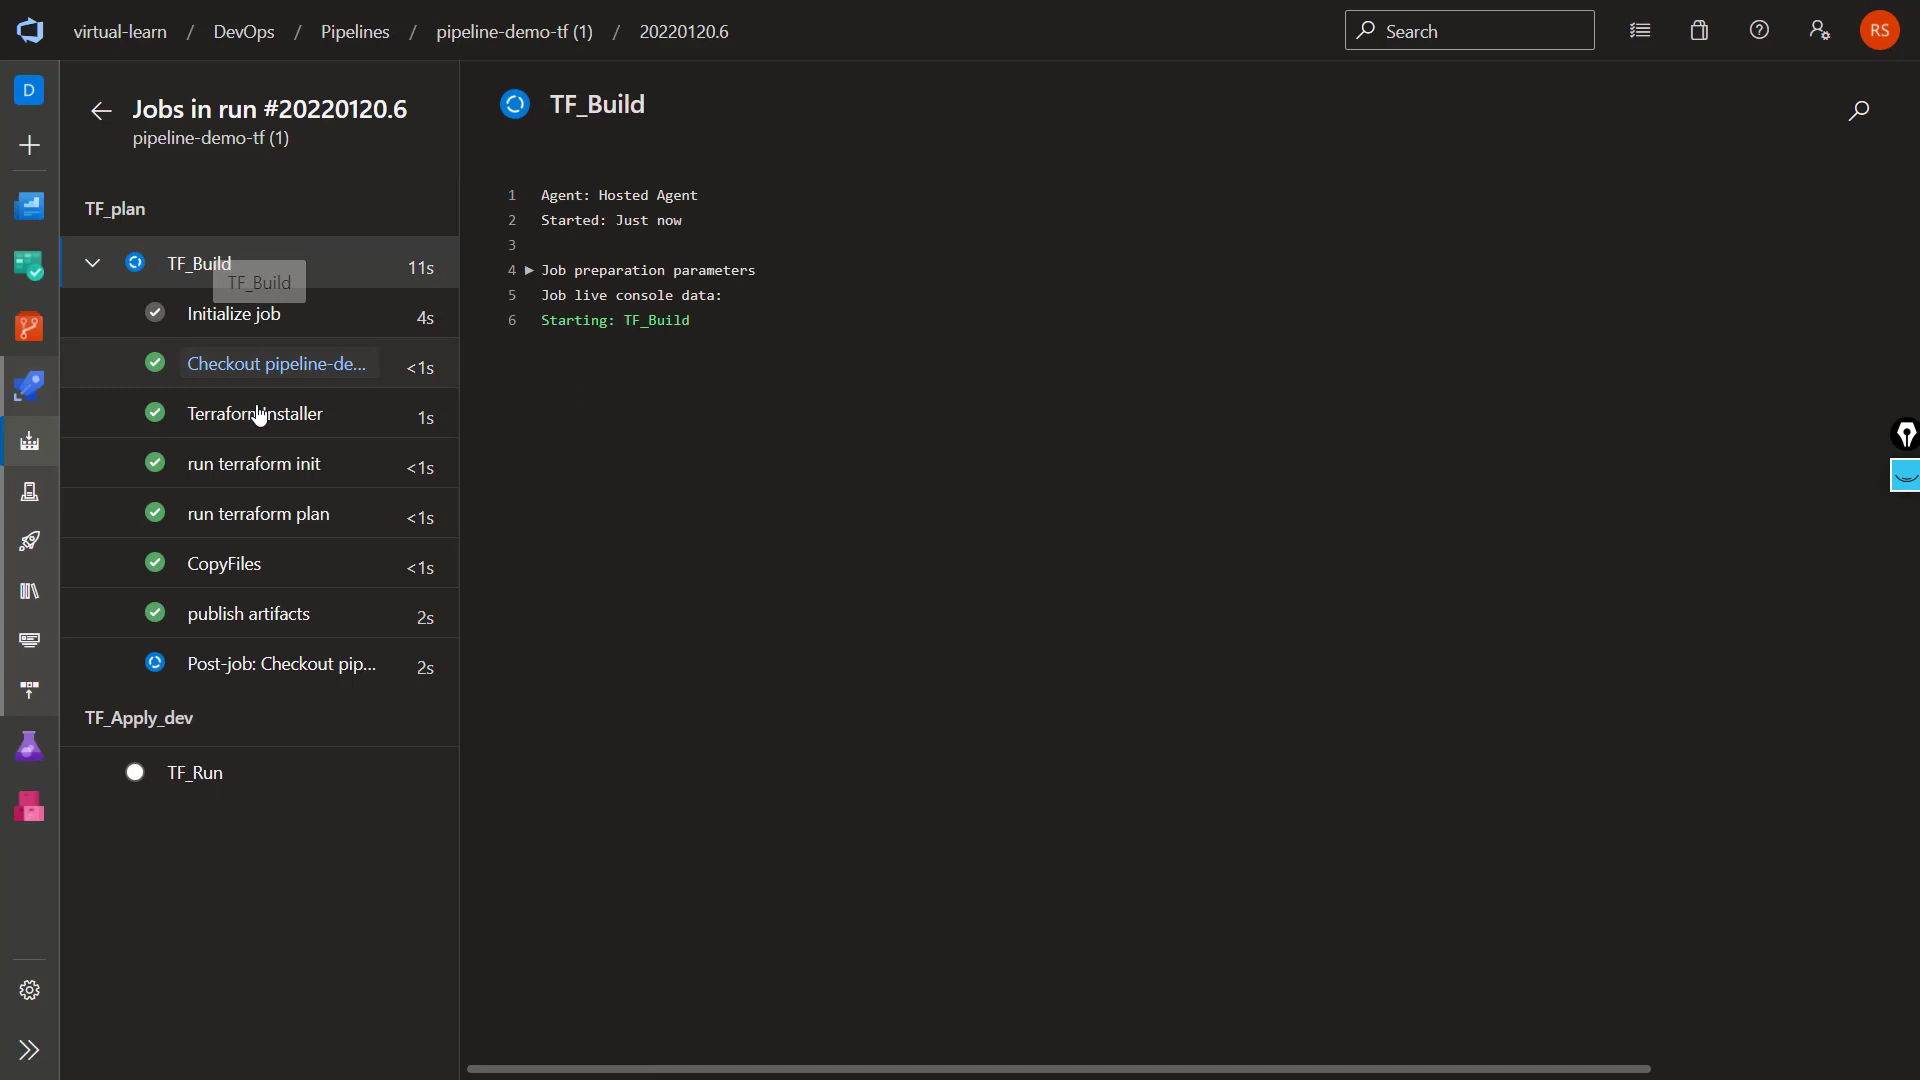 virtual-learn / DevOps / Pipelines / pipeline-demo-tf (1) / 20220120.6
Search
RS
D
Jobs in run #20220120.6
pipeline-demo-tf (1)
TF_plan
TF_Build 11s
TF_Build
Initialize job 4s
Checkout pipeline-de... <1s
TerraformInstaller 1s
run terraform init <1s
run terraform plan <1s
CopyFiles <1s
publish artifacts 2s
Post-job: Checkout pip... 2s
TF_Apply_dev
TF_Run
TF_Build
1 Agent: Hosted Agent
2 Started: Just now
3
4 Job preparation parameters
5 Job live console data:
6 Starting: TF_Build